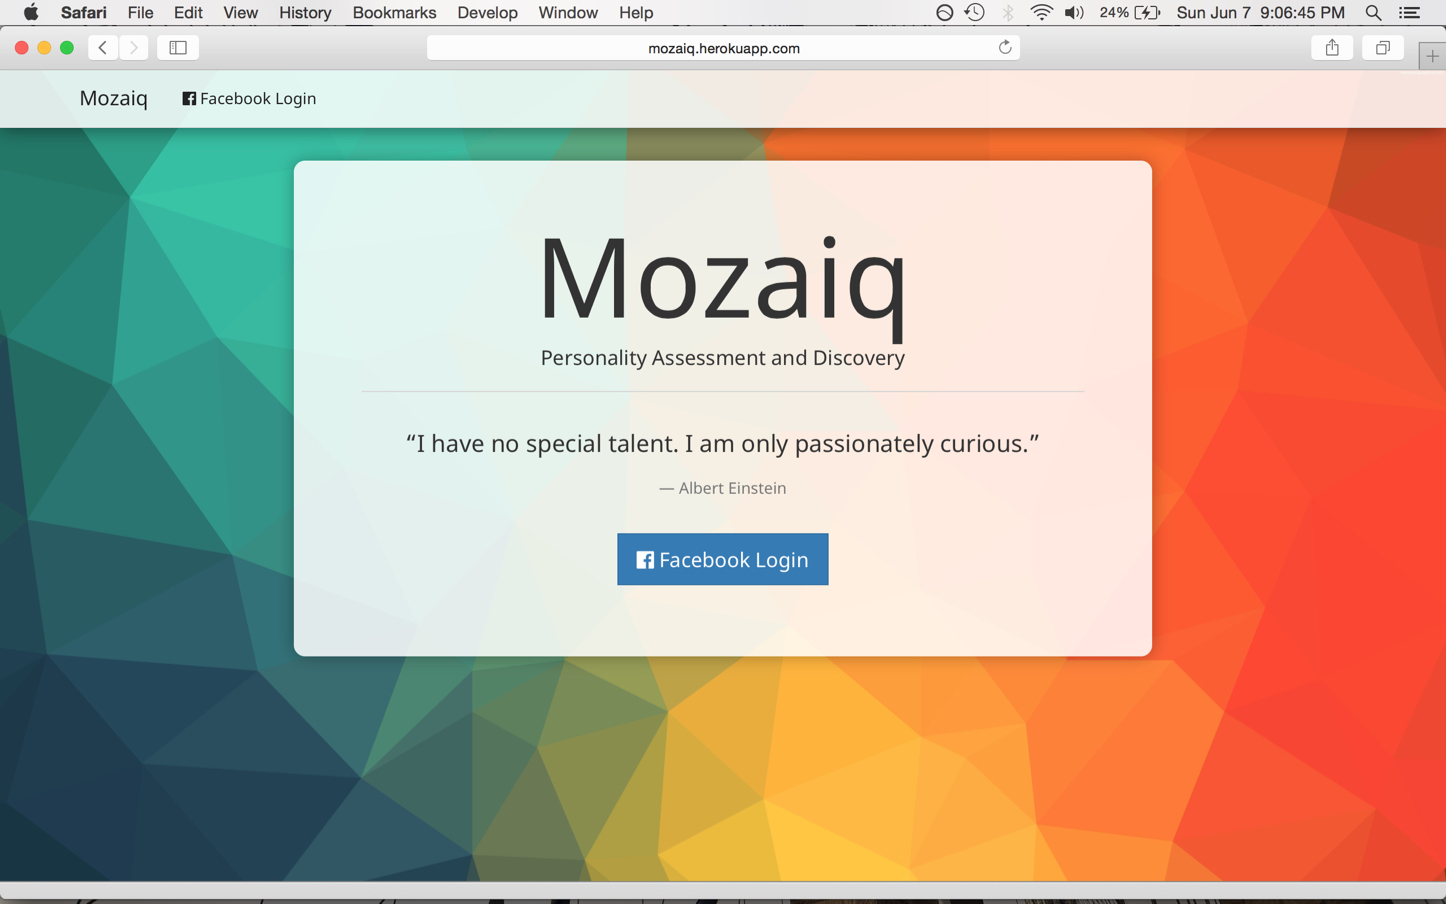 Safari File Edit View History Bookmarks Develop Window Help 24% Sun Jun 7 9:06:45 PM
mozaiq.herokuapp.com
Mozaiq Facebook Login
Mozaiq
Personality Assessment and Discovery
“I have no special talent. I am only passionately curious.”
— Albert Einstein
Facebook Login